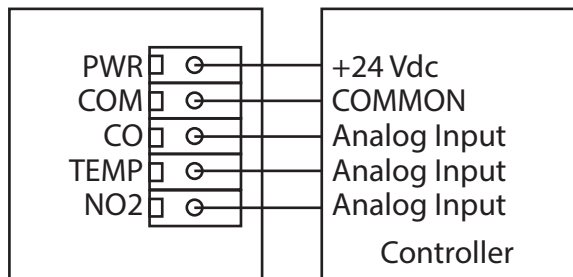 PWR +24 Vdc
COM COMMON
CO Analog Input
TEMP Analog Input
NO2 Analog Input
Controller